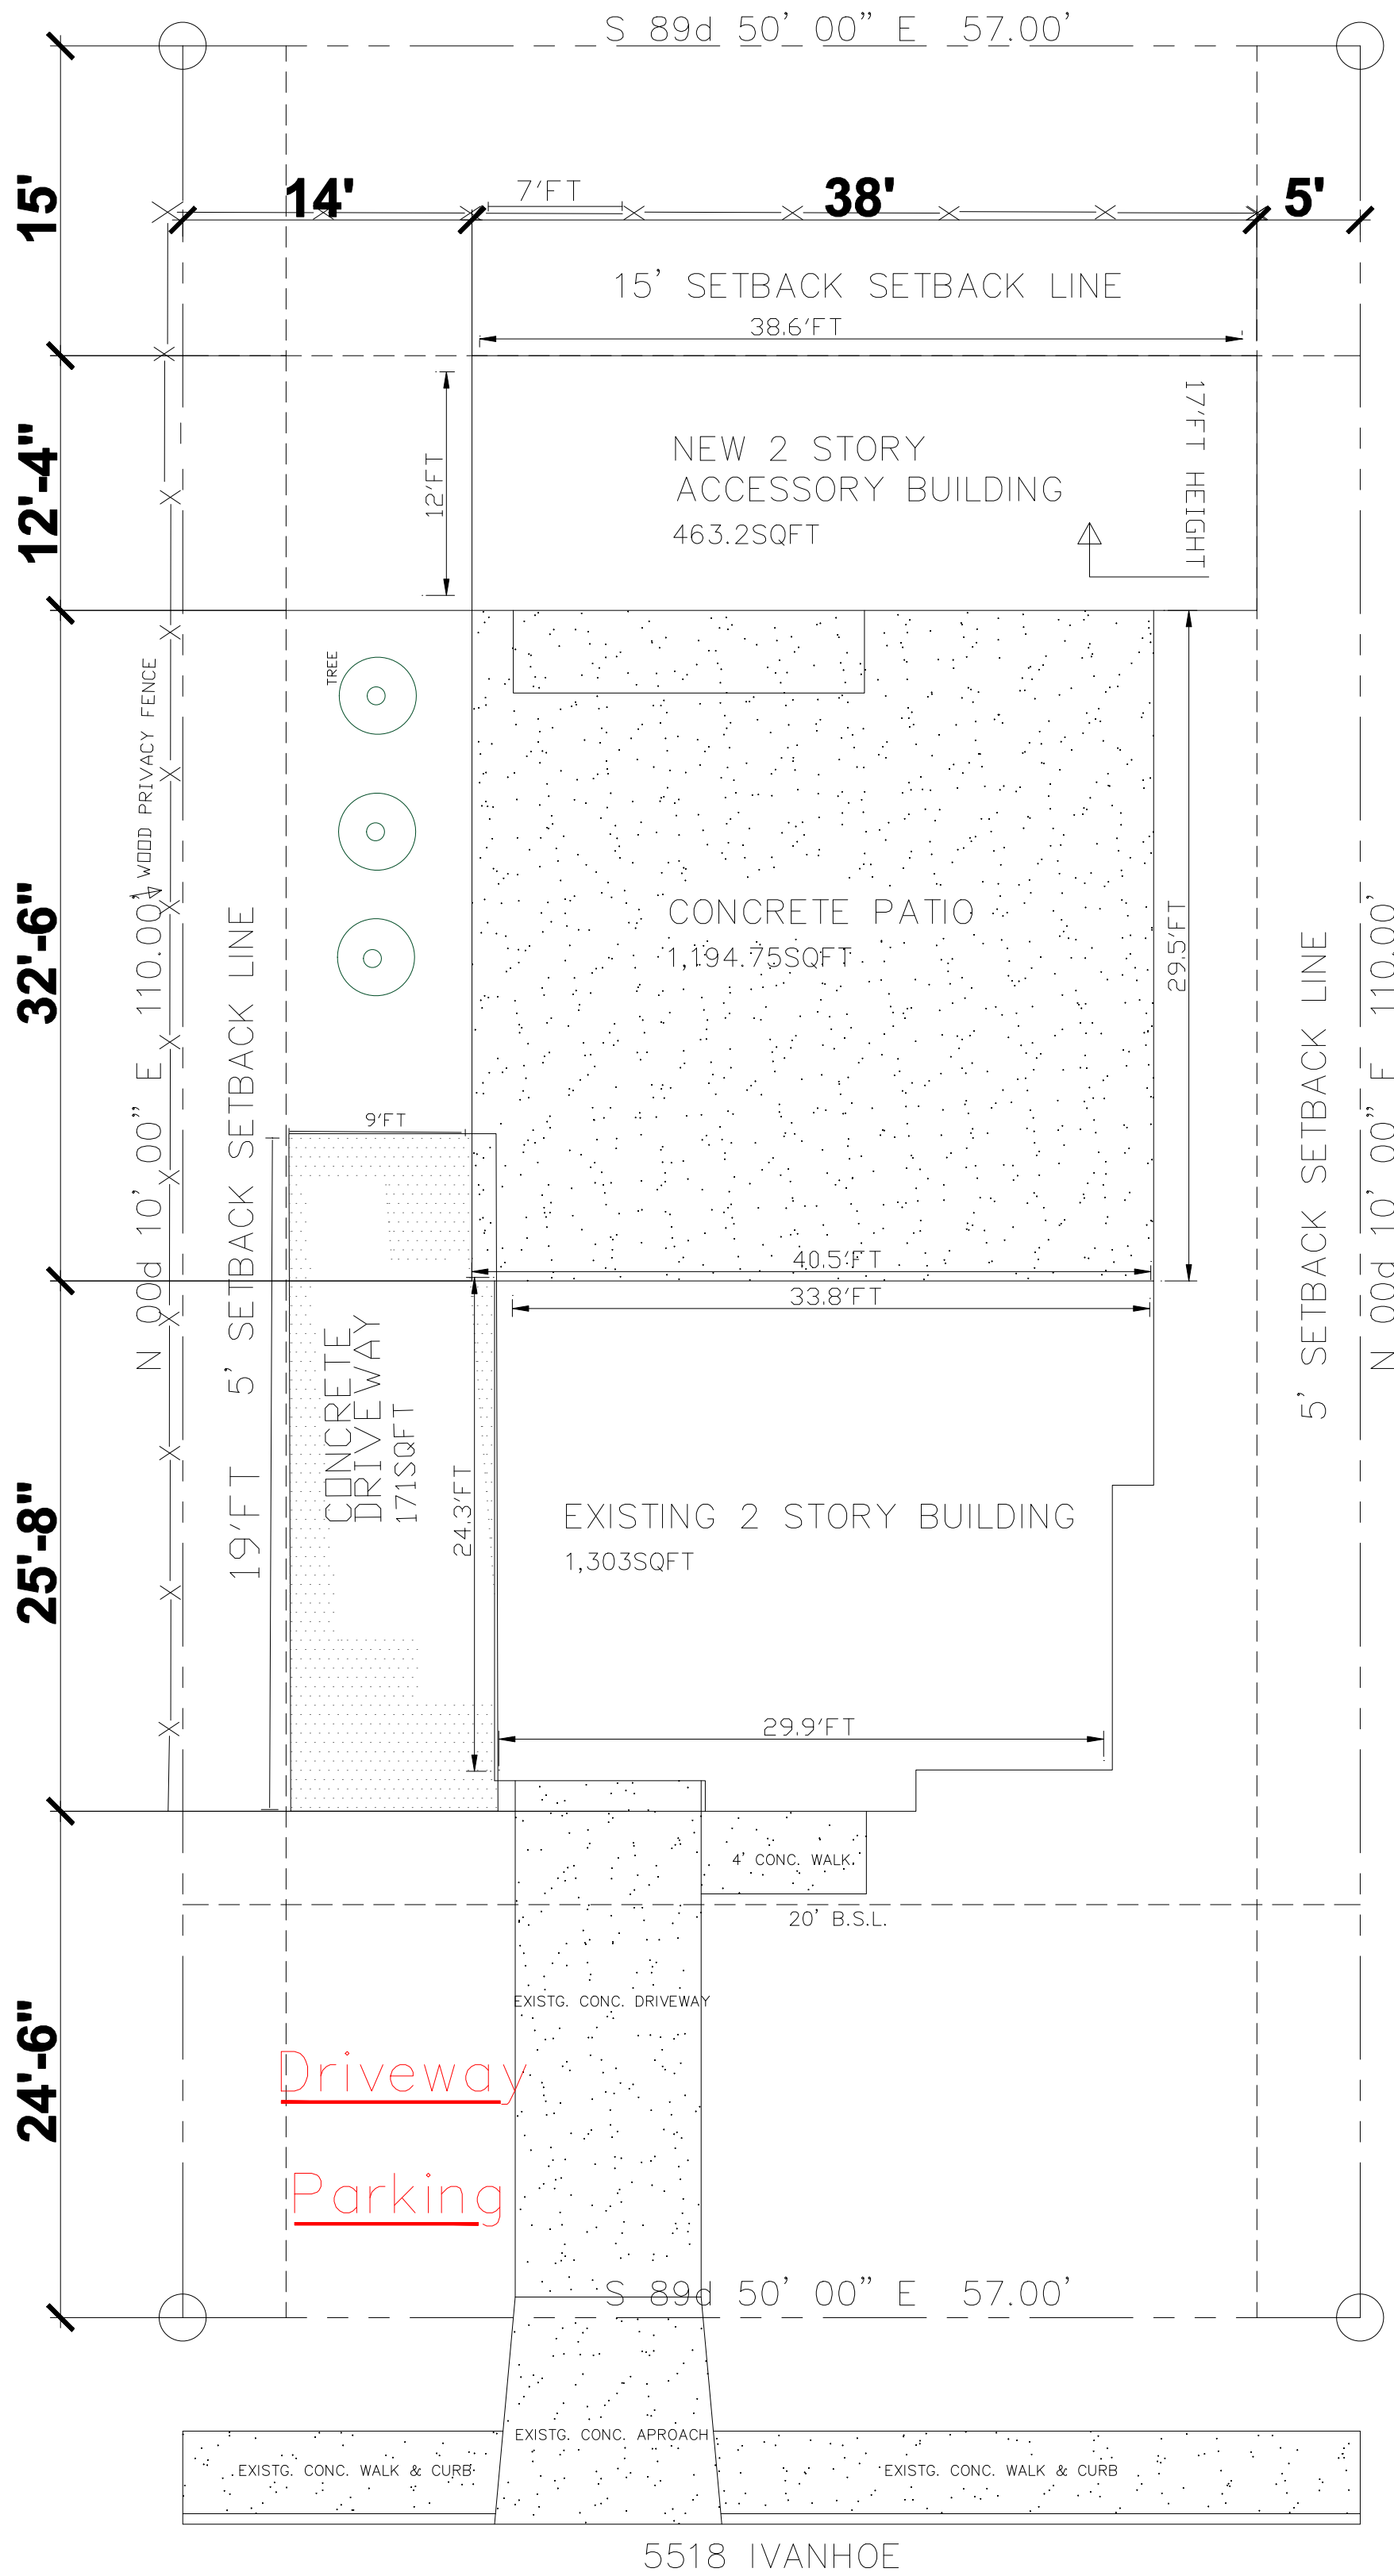 S 89d 50' 00" E 57.00'
15'
14'
7'FT
38'
5'
15' SETBACK SETBACK LINE
38.6'FT
12'-4"
12'FT
NEW 2 STORY
ACCESSORY BUILDING
463.2SQFT
17'FT HEIGHT
TREE
WOOD PRIVACY FENCE
32'-6"
N 00d 10' 00" E 110.00'
5' SETBACK SETBACK LINE
CONCRETE PATIO
1,194.75SQFT
29.5'FT
5' SETBACK SETBACK LINE
N 00d 10' 00" E 110.00'
9'FT
40.5'FT
33.8'FT
25'-8"
19'FT
CONCRETE
DRIVEWAY
171SQFT
24.3'FT
EXISTING 2 STORY BUILDING
1,303SQFT
29.9'FT
4' CONC. WALK.
20' B.S.L.
24'-6"
EXISTG. CONC. DRIVEWAY
Driveway
Parking
S 89d 50' 00" E 57.00'
EXISTG. CONC. APROACH
EXISTG. CONC. WALK & CURB
EXISTG. CONC. WALK & CURB
5518 IVANHOE